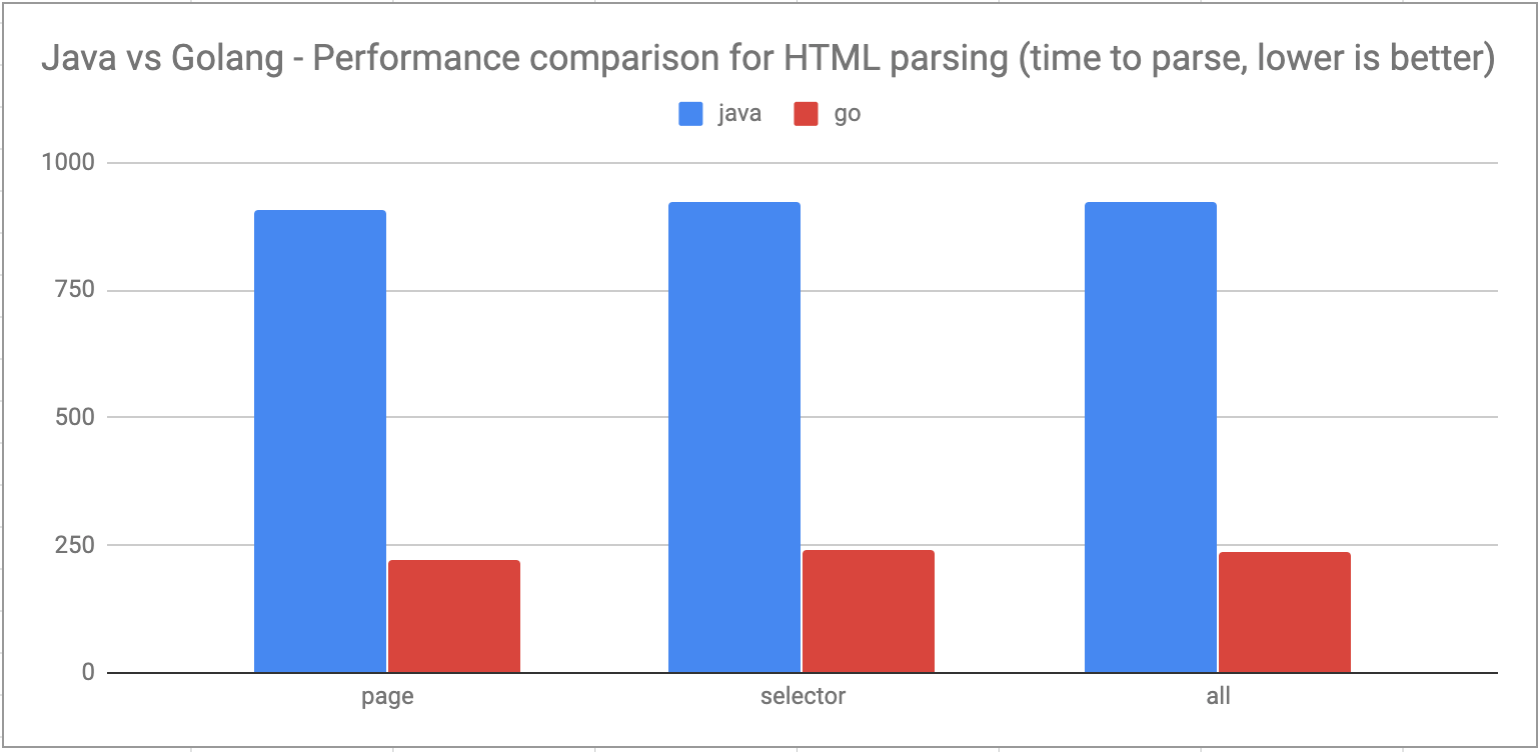 Java vs Golang - Performance comparison for HTML parsing (time to parse, lower is better)
java go
1000
750
500
250
0
page selector all